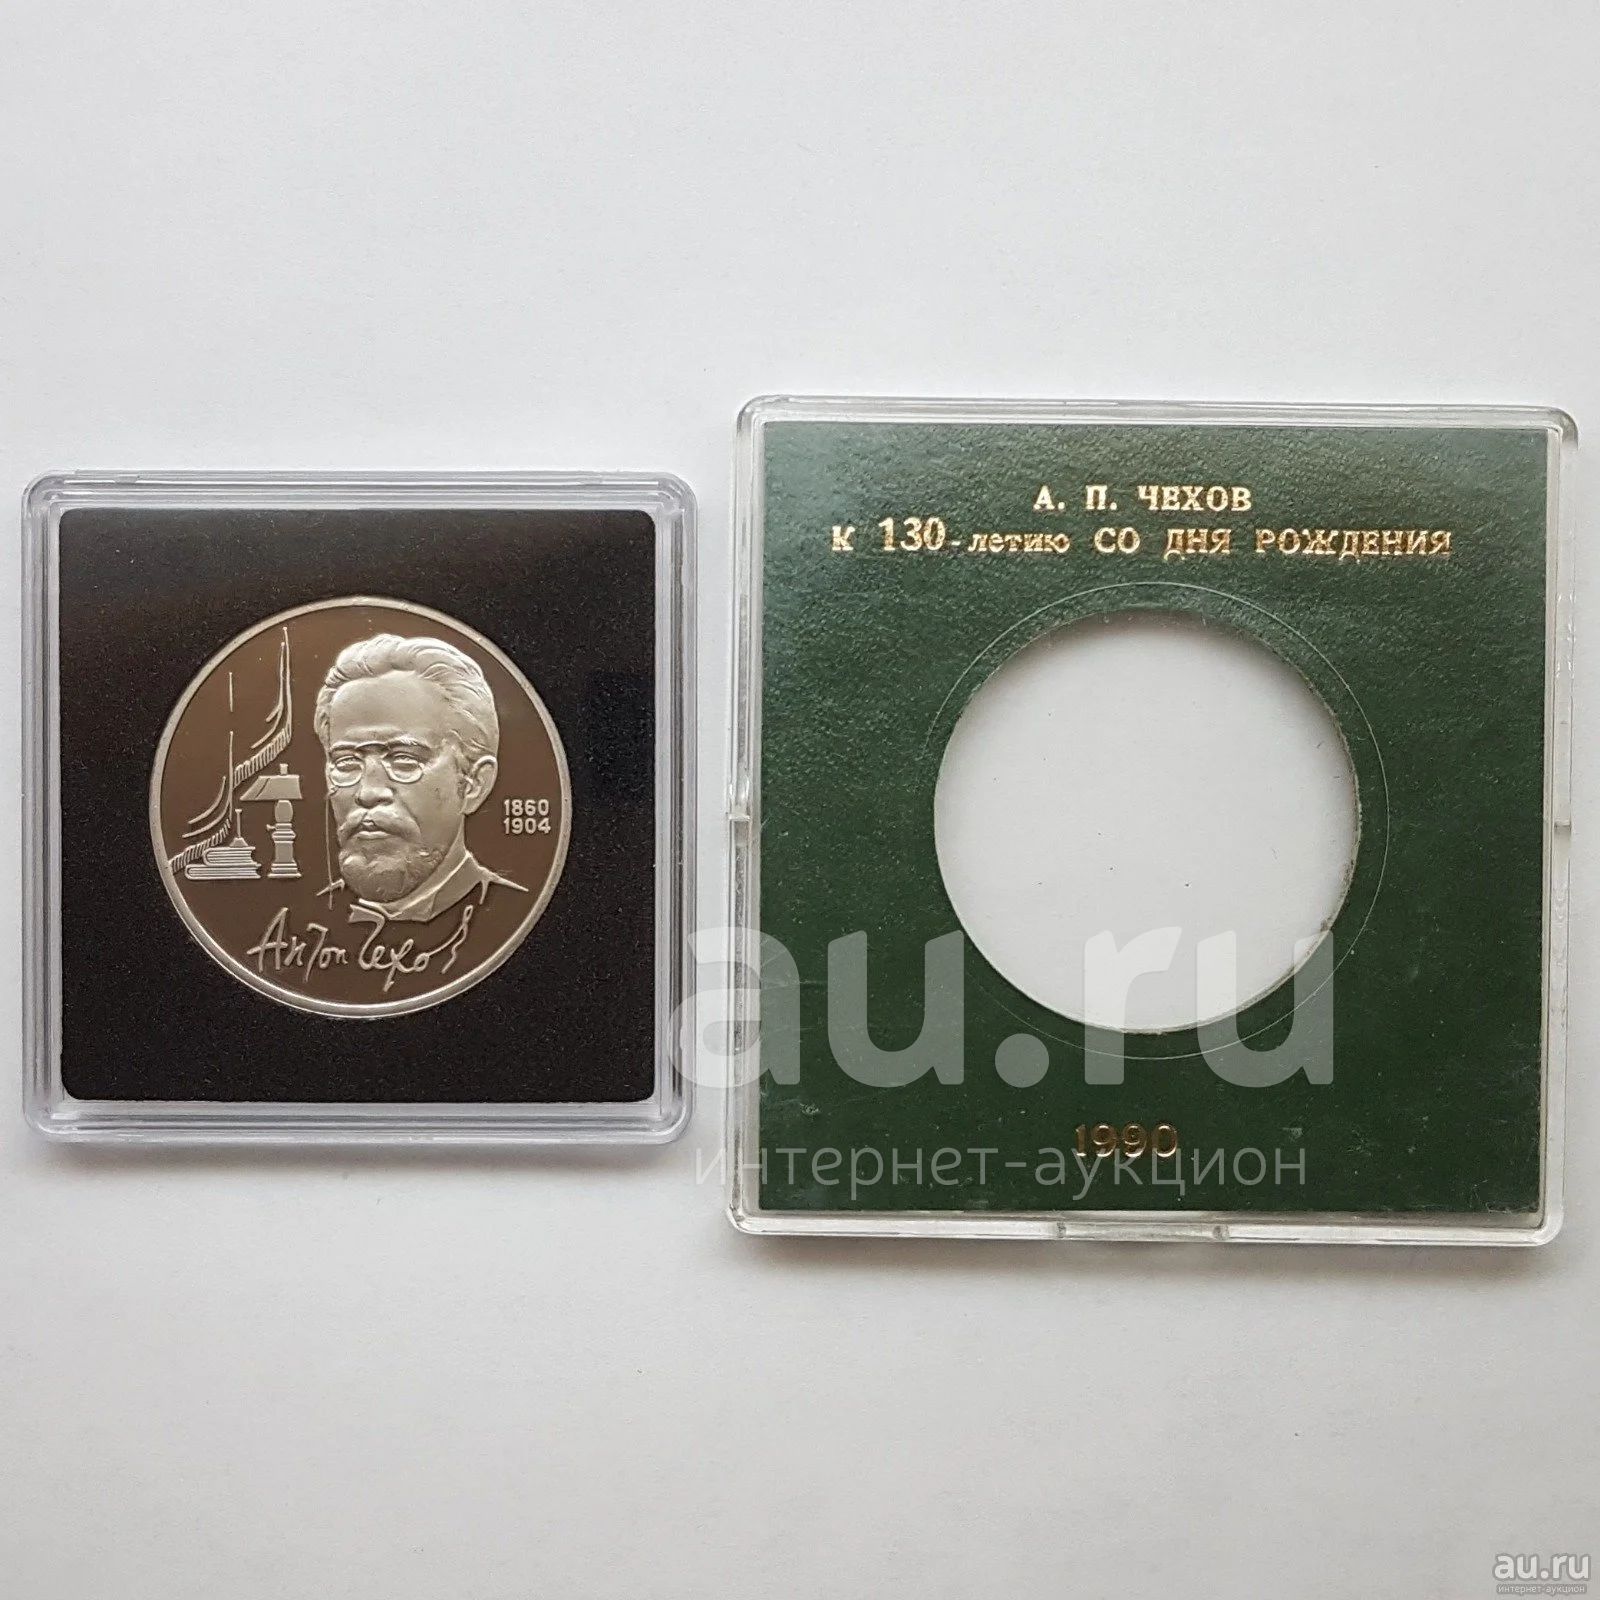 1860
1904
Антон Чехов
А. П. ЧЕХОВ
К 130-летию СО ДНЯ РОЖДЕНИЯ
1990
au.ru
интернет-аукцион
au.ru
интернет-аукцион